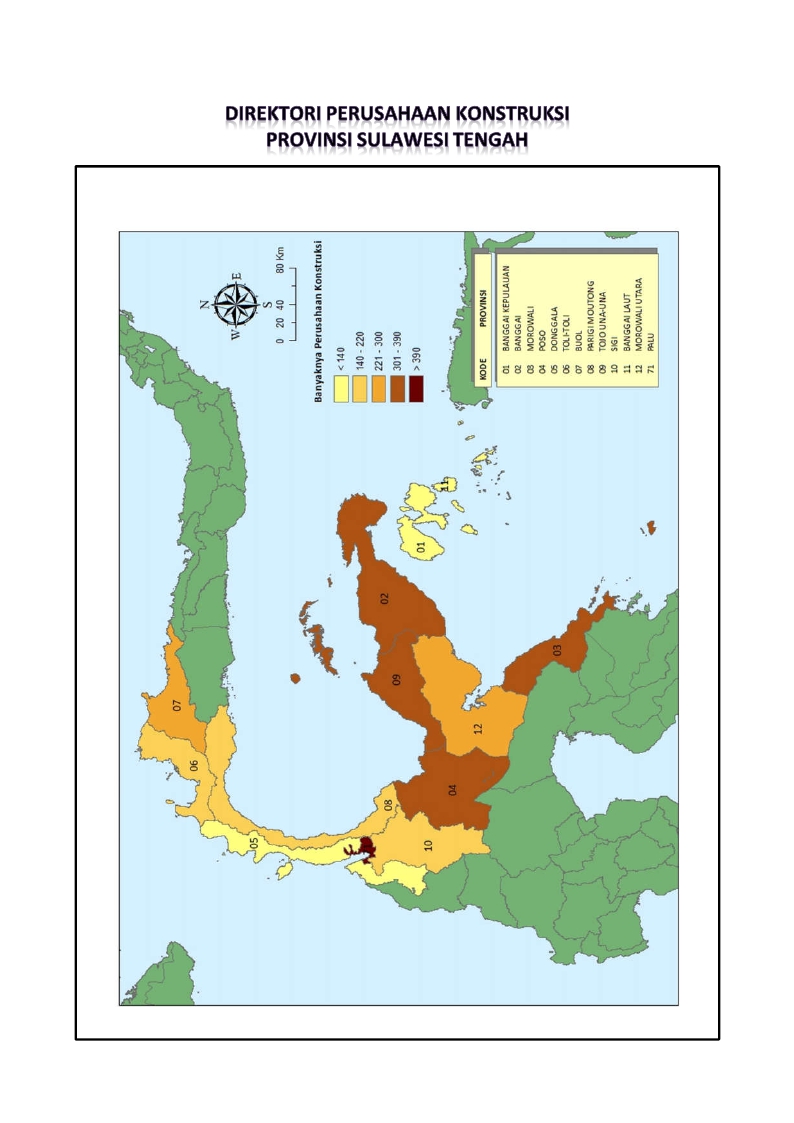 DIREKTORI PERUSAHAAN KONSTRUKSI
PROVINSI SULAWESI TENGAH
N
W E
S
0 20 40 80 Km
Banyaknya Perusahaan Konstruksi
< 140
140 - 220
221 - 300
301 - 390
> 390
KODE PROVINSI
01 BANGGAI KEPULAUAN
02 BANGGAI
03 MOROWALI
04 POSO
05 DONGGALA
06 TOLI-TOLI
07 BUOL
08 PARIGI MOUTONG
09 TOJO UNA-UNA
10 SIGI
11 BANGGAI LAUT
12 MOROWALI UTARA
71 PALU
07
06
05
08
10
04
09
12
02
03
01
11